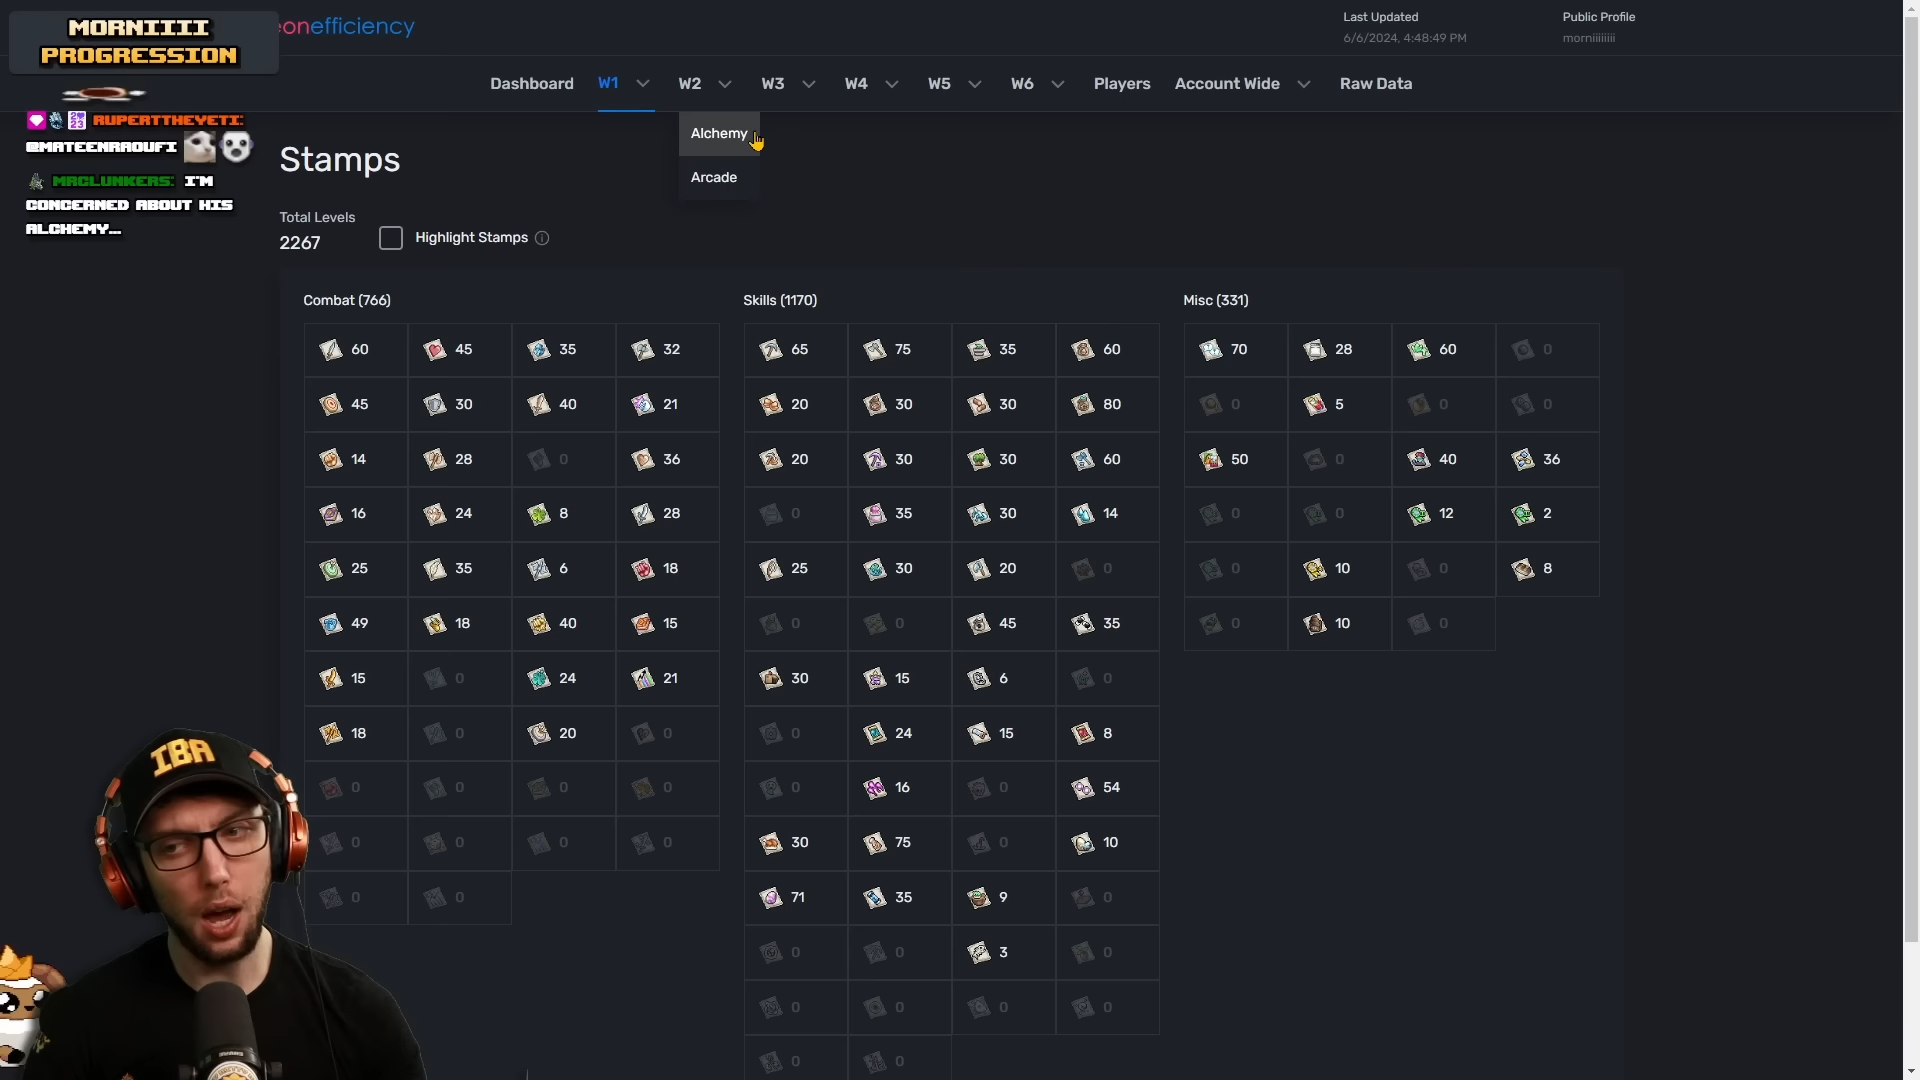 MORNIIII
PROGRESSION
onefficiency
Last Updated
6/6/2024, 4:48:49 PM
Public Profile
morniiiiiiii
Dashboard W1 W2 W3 W4 W5 W6 Players Account Wide Raw Data
Alchemy
Arcade
RUPERTTHEYETI:
@MATEENRAOUFI
MRCLUNKERS: I'M
CONCERNED ABOUT HIS
ALCHEMY...
Stamps
Total Levels
2267
Highlight Stamps
Combat (766)
60 45 35 32
45 30 40 21
14 28 0 36
16 24 8 28
25 35 6 18
49 18 40 15
15 0 24 21
18 0 20 0
0 0 0 0
0 0 0 0
0 0
Skills (1170)
65 75 35 60
20 30 30 80
20 30 30 60
0 35 30 14
25 30 20 0
0 0 45 35
30 15 6 0
0 24 15 8
0 16 0 54
30 75 0 10
71 35 9 0
0 0 3 0
0 0 0 0
0 0
Misc (331)
70 28 60 0
0 5 0 0
50 0 40 36
0 0 12 2
0 10 0 8
0 10 0
IBA